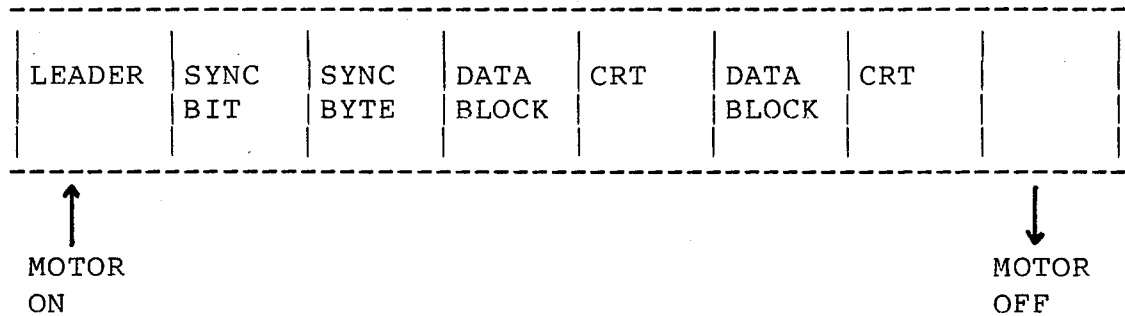 LEADER SYNC SYNC DATA CRT DATA CRT
BIT BYTE BLOCK BLOCK
MOTOR MOTOR
ON OFF